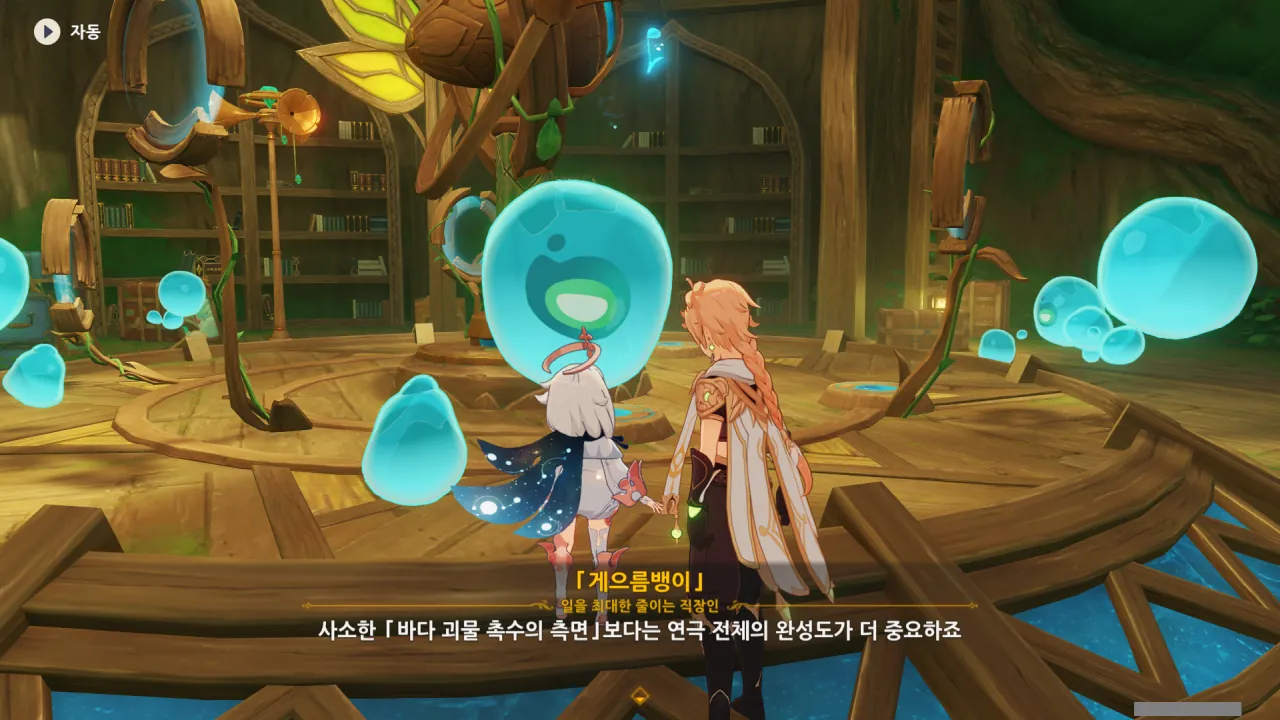 자동
「게으름뱅이」
일을 최대한 줄이는 직장인
사소한 「바다 괴물 촉수의 측면」보다는 연극 전체의 완성도가 더 중요하죠